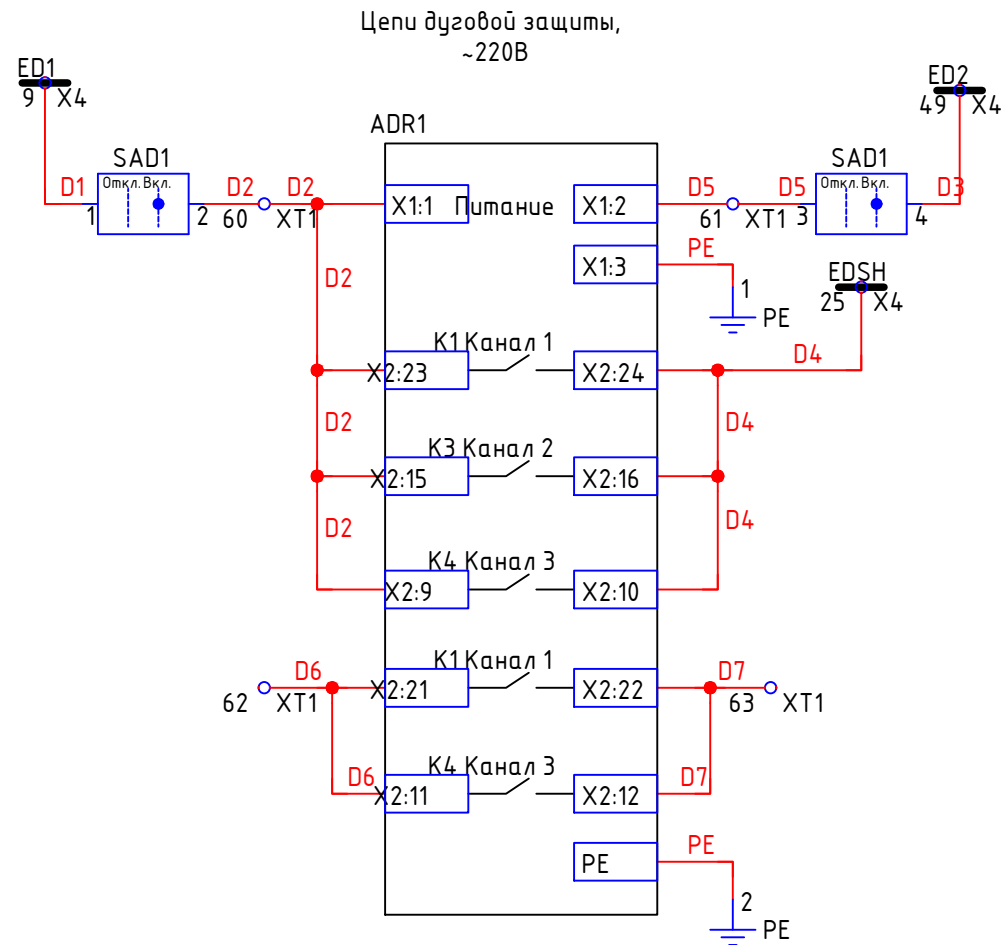 Цепи дуговой защиты,
~220В
ED1
9 X4
ED2
49 X4
ADR1
SAD1
Откл. Вкл.
D1
1
2
D2
60
XT1
D2
X1:1
Питание
X1:2
D5
61
XT1
D5
SAD1
Откл. Вкл.
3
4
D3
D2
X1:3
PE
1
PE
EDSH
25 X4
K1 Канал 1
X2:23
X2:24
D4
D2
K3 Канал 2
X2:15
X2:16
D4
D2
K4 Канал 3
X2:9
X2:10
D4
K1 Канал 1
D6
62
XT1
X2:21
X2:22
D7
63
XT1
K4 Канал 3
D6
X2:11
X2:12
D7
PE
PE
2
PE